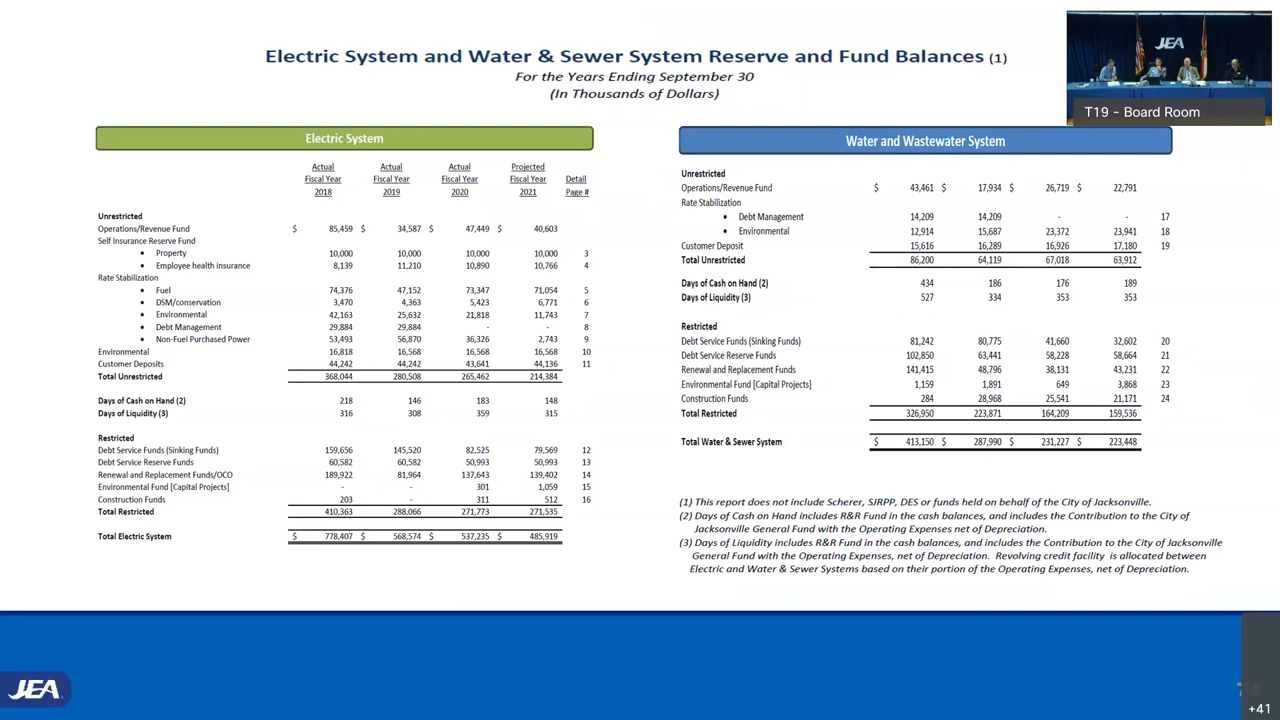 Electric System and Water & Sewer System Reserve and Fund Balances (1)
For the Years Ending September 30
(In Thousands of Dollars)
JEA
T19 - Board Room
Electric System
Actual Actual Actual Projected
Fiscal Year Fiscal Year Fiscal Year Fiscal Year Detail
2018 2019 2020 2021 Page #
Unrestricted
Operations/Revenue Fund $ 85,459 $ 34,587 $ 47,449 $ 40,603
Self Insurance Reserve Fund
• Property 10,000 10,000 10,000 10,000 3
• Employee health insurance 8,139 11,210 10,890 10,766 4
Rate Stabilization
• Fuel 74,376 47,152 73,347 71,054 5
• DSM/conservation 3,470 4,363 5,423 6,771 6
• Environmental 42,163 25,632 21,818 11,743 7
• Debt Management 29,884 29,884 - - 8
• Non-Fuel Purchased Power 53,493 56,870 36,326 2,743 9
Environmental 16,818 16,568 16,568 16,568 10
Customer Deposits 44,242 44,242 43,641 44,136 11
Total Unrestricted 368,044 280,508 265,462 214,384
Days of Cash on Hand (2) 218 146 183 148
Days of Liquidity (3) 316 308 359 315
Restricted
Debt Service Funds (Sinking Funds) 159,656 145,520 82,525 79,569 12
Debt Service Reserve Funds 60,582 60,582 50,993 50,993 13
Renewal and Replacement Funds/OCO 189,922 81,964 137,643 139,402 14
Environmental Fund [Capital Projects] - - 301 1,059 15
Construction Funds 203 - 311 512 16
Total Restricted 410,363 288,066 271,773 271,535
Total Electric System $ 778,407 $ 568,574 $ 537,235 $ 485,919
Water and Wastewater System
Unrestricted
Operations/Revenue Fund $ 43,461 $ 17,934 $ 26,719 $ 22,791
Rate Stabilization
• Debt Management 14,209 14,209 - - 17
• Environmental 12,914 15,687 23,372 23,941 18
Customer Deposit 15,616 16,289 16,926 17,180 19
Total Unrestricted 86,200 64,119 67,018 63,912
Days of Cash on Hand (2) 434 186 176 189
Days of Liquidity (3) 527 334 353 353
Restricted
Debt Service Funds (Sinking Funds) 81,242 80,775 41,660 32,602 20
Debt Service Reserve Funds 102,850 63,441 58,228 58,664 21
Renewal and Replacement Funds 141,415 48,796 38,131 43,231 22
Environmental Fund [Capital Projects] 1,159 1,891 649 3,868 23
Construction Funds 284 28,968 25,541 21,171 24
Total Restricted 326,950 223,871 164,209 159,536
Total Water & Sewer System $ 413,150 $ 287,990 $ 231,227 $ 223,448
(1) This report does not include Scherer, SJRPP, DES or funds held on behalf of the City of Jacksonville.
(2) Days of Cash on Hand includes R&R Fund in the cash balances, and includes the Contribution to the City of
Jacksonville General Fund with the Operating Expenses net of Depreciation.
(3) Days of Liquidity includes R&R Fund in the cash balances, and includes the Contribution to the City of Jacksonville
General Fund with the Operating Expenses, net of Depreciation. Revolving credit facility is allocated between
Electric and Water & Sewer Systems based on their portion of the Operating Expenses, net of Depreciation.
JEA
+41